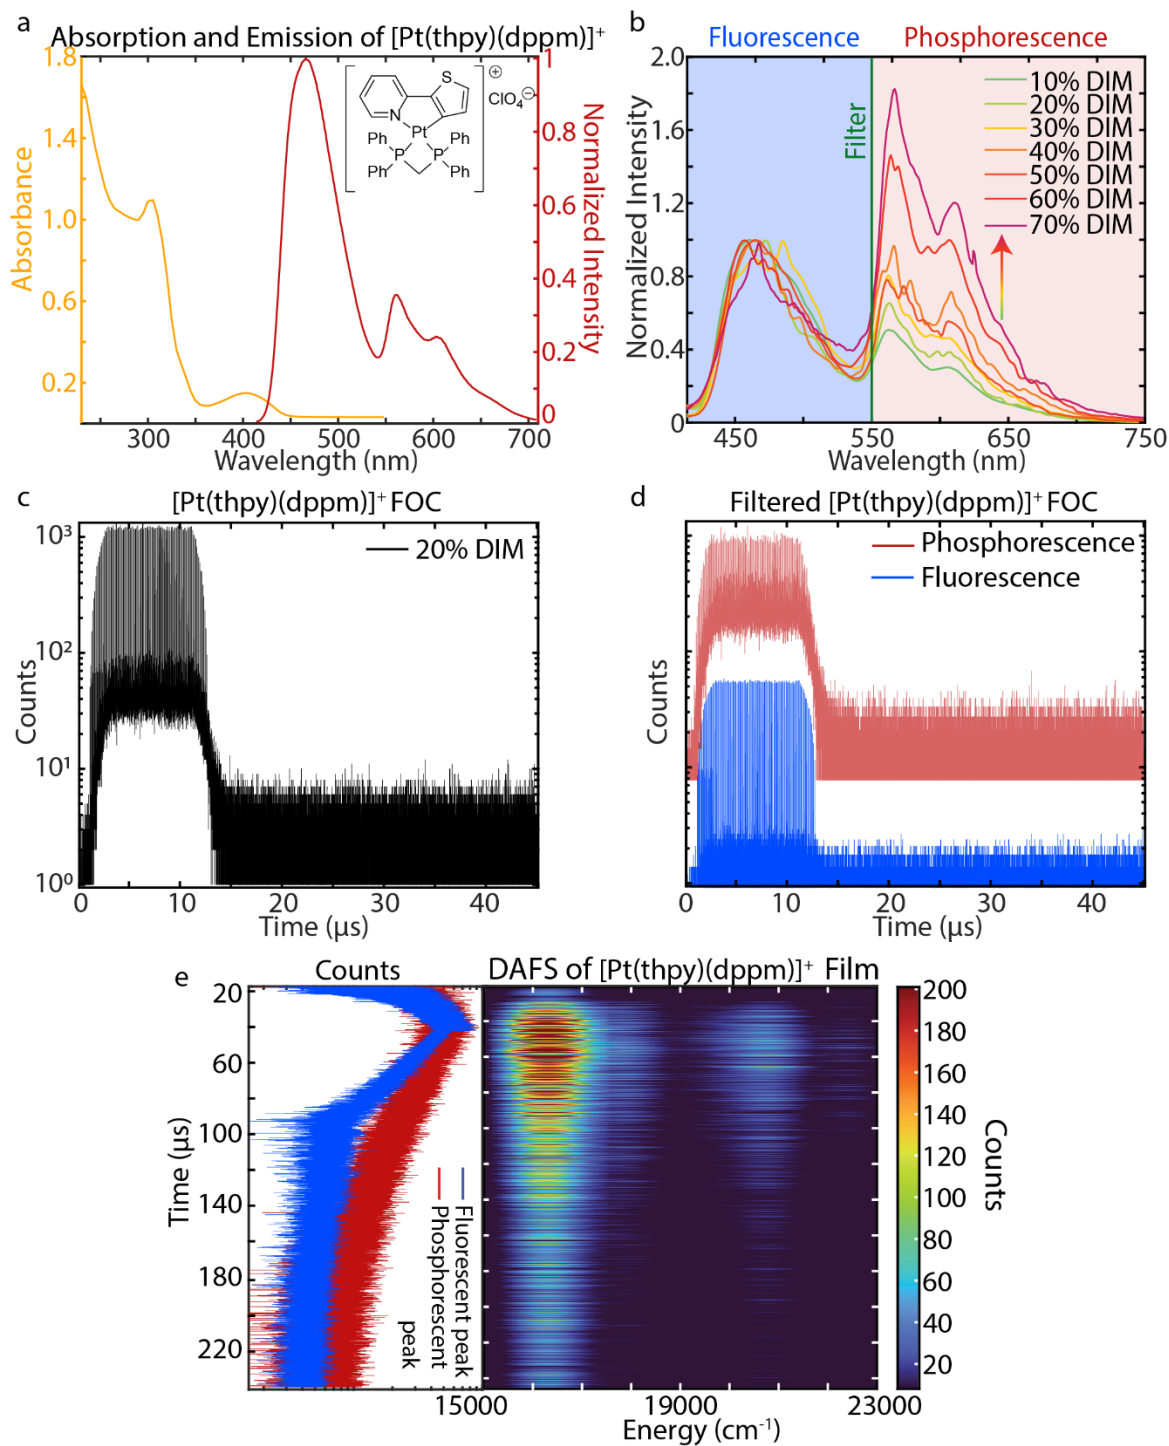 a
Absorption and Emission of [Pt(thpy)(dppm)]⁺
1.8
1.4
1.0
0.6
0.2
Absorbance
300
400
500
600
700
Wavelength (nm)
1
0.8
0.6
0.4
0.2
0
Normalized Intensity
S
N
Pt
Ph
Ph
P
P
Ph
Ph
⊕
ClO₄⊖
b
Fluorescence
Phosphorescence
Filter
2.0
1.6
1.2
0.8
0.4
0
Normalized Intensity
450
550
650
750
Wavelength (nm)
10% DIM
20% DIM
30% DIM
40% DIM
50% DIM
60% DIM
70% DIM
c
[Pt(thpy)(dppm)]⁺ FOC
20% DIM
10³
10²
10¹
10⁰
Counts
0
10
20
30
40
Time (μs)
d
Filtered [Pt(thpy)(dppm)]⁺ FOC
Phosphorescence
Fluorescence
Counts
0
10
20
30
40
Time (μs)
e
Counts
DAFS of [Pt(thpy)(dppm)]⁺ Film
20
60
100
140
180
220
Time (μs)
Fluorescent peak
Phosphorescent
peak
15000
19000
23000
Energy (cm⁻¹)
200
180
160
140
120
100
80
60
40
20
Counts